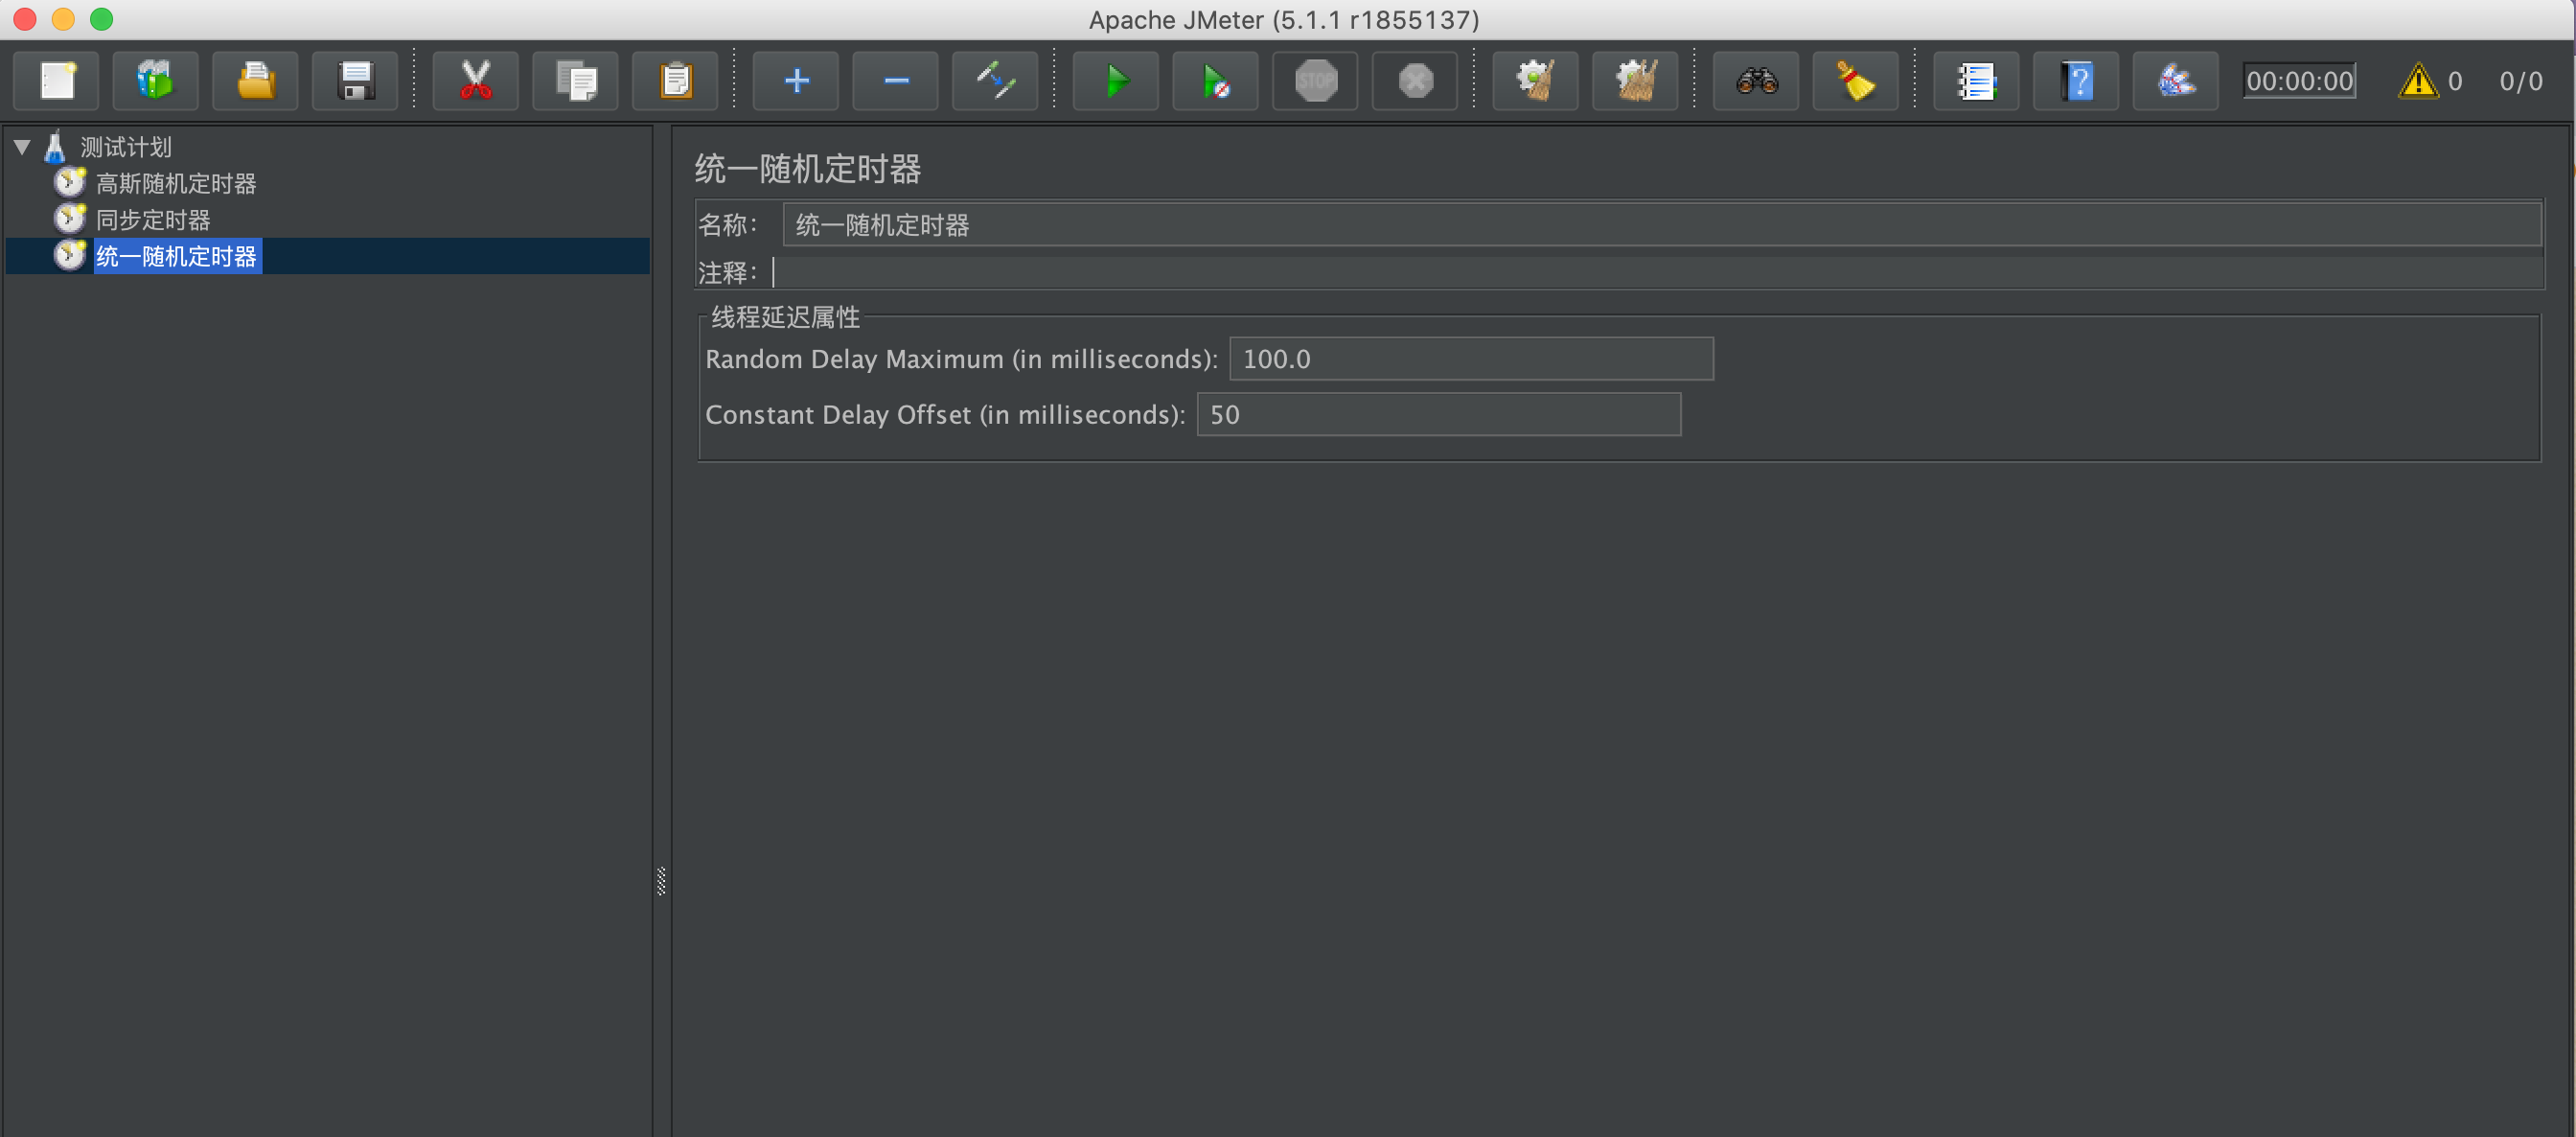 Apache JMeter (5.1.1 r1855137)
STOP
00:00:00
0
0/0
测试计划
高斯随机定时器
同步定时器
统一随机定时器
统一随机定时器
名称： 统一随机定时器
注释：
线程延迟属性
Random Delay Maximum (in milliseconds): 100.0
Constant Delay Offset (in milliseconds): 50